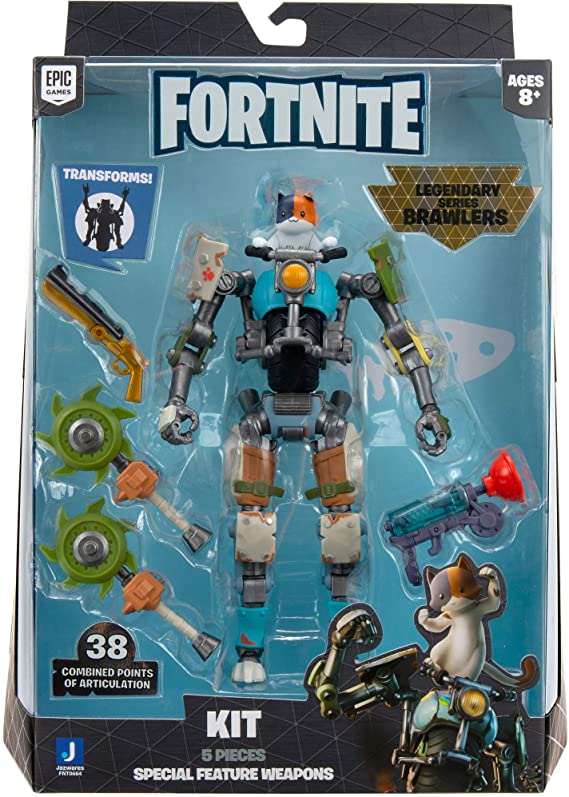 EPIC
GAMES
FORTNITE
AGES
8+
TRANSFORMS!
LEGENDARY
SERIES
BRAWLERS
38
COMBINED POINTS
OF ARTICULATION
KIT
5 PIECES
SPECIAL FEATURE WEAPONS
J
Jazwares
FNT0664